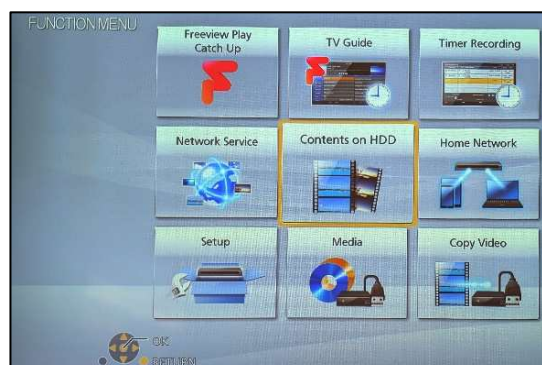 FUNCTION MENU
Freeview Play
Catch Up
TV Guide
Timer Recording
Network Service
Contents on HDD
Home Network
Setup
Media
Copy Video
OK
RETURN